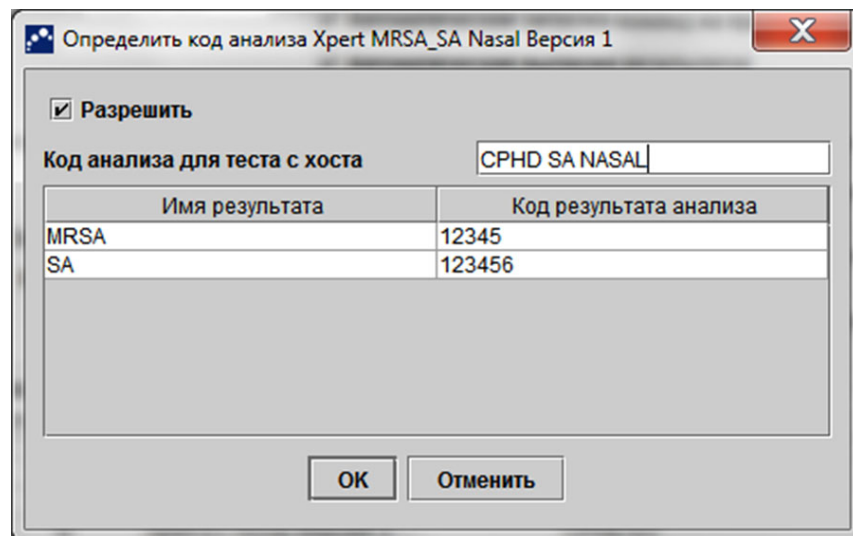 Определить код анализа Xpert MRSA_SA Nasal Версия 1
Разрешить
Код анализа для теста с хоста CPHD SA NASAL
Имя результата Код результата анализа
MRSA 12345
SA 123456
OK Отменить